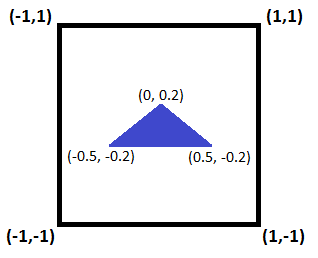 (-1,1) (1,1)
(0, 0.2)
(-0.5, -0.2) (0.5, -0.2)
(-1,-1) (1,-1)